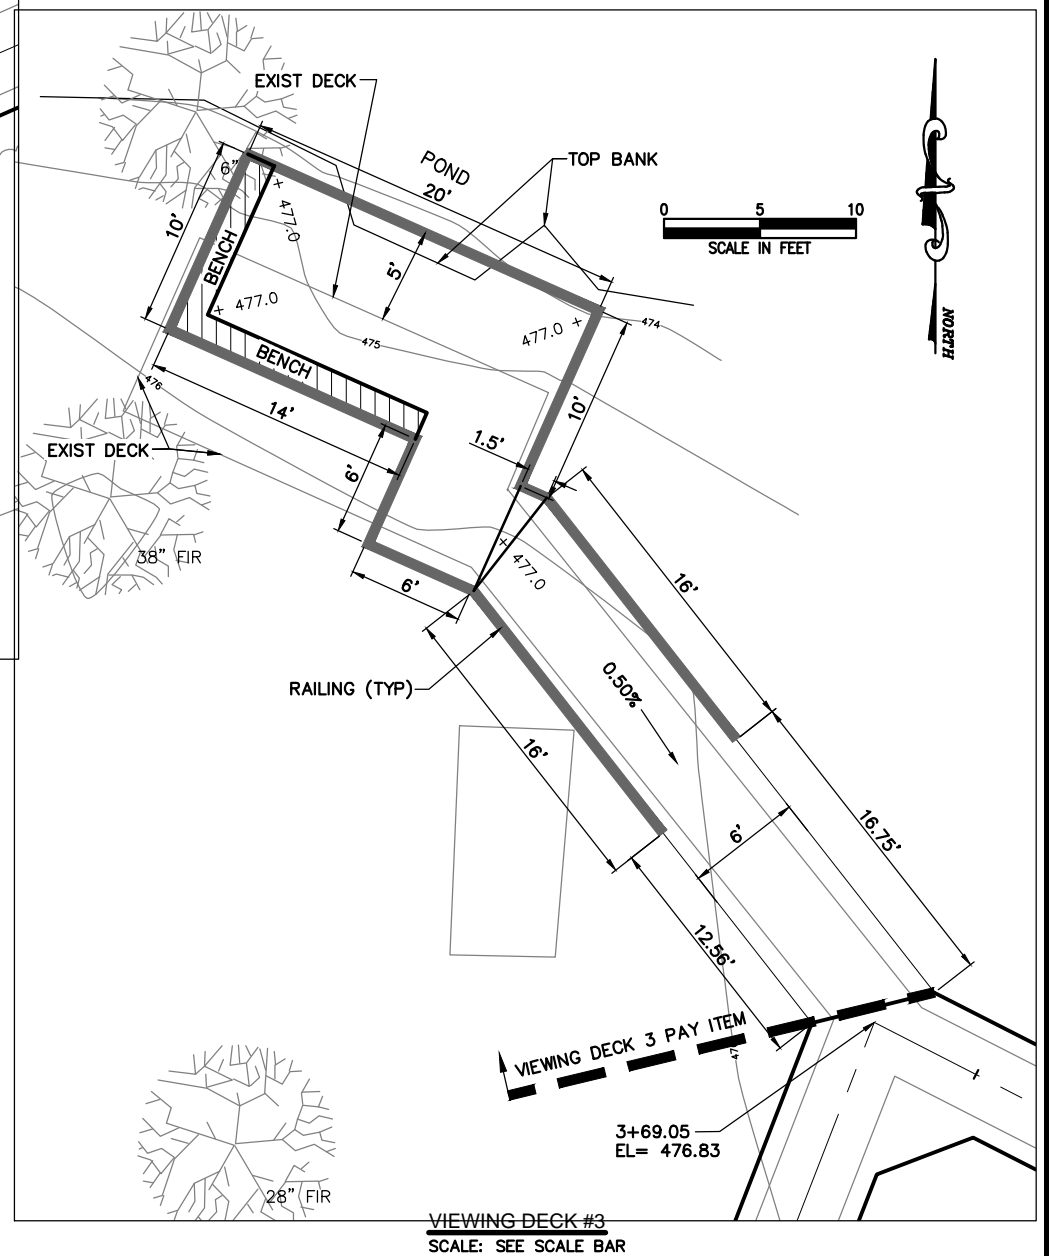 EXIST DECK
POND
20'
TOP BANK
0 5 10
SCALE IN FEET
NORTH
6"
10'
BENCH
477.0
5'
477.0
477.0
474
475
BENCH
476
14'
10'
1.5'
EXIST DECK
6'
38" FIR
477.0
6'
16'
RAILING (TYP)
0.50%
16'
16.75'
6'
12.56'
VIEWING DECK 3 PAY ITEM
3+69.05
EL= 476.83
28" FIR
VIEWING DECK #3
SCALE: SEE SCALE BAR